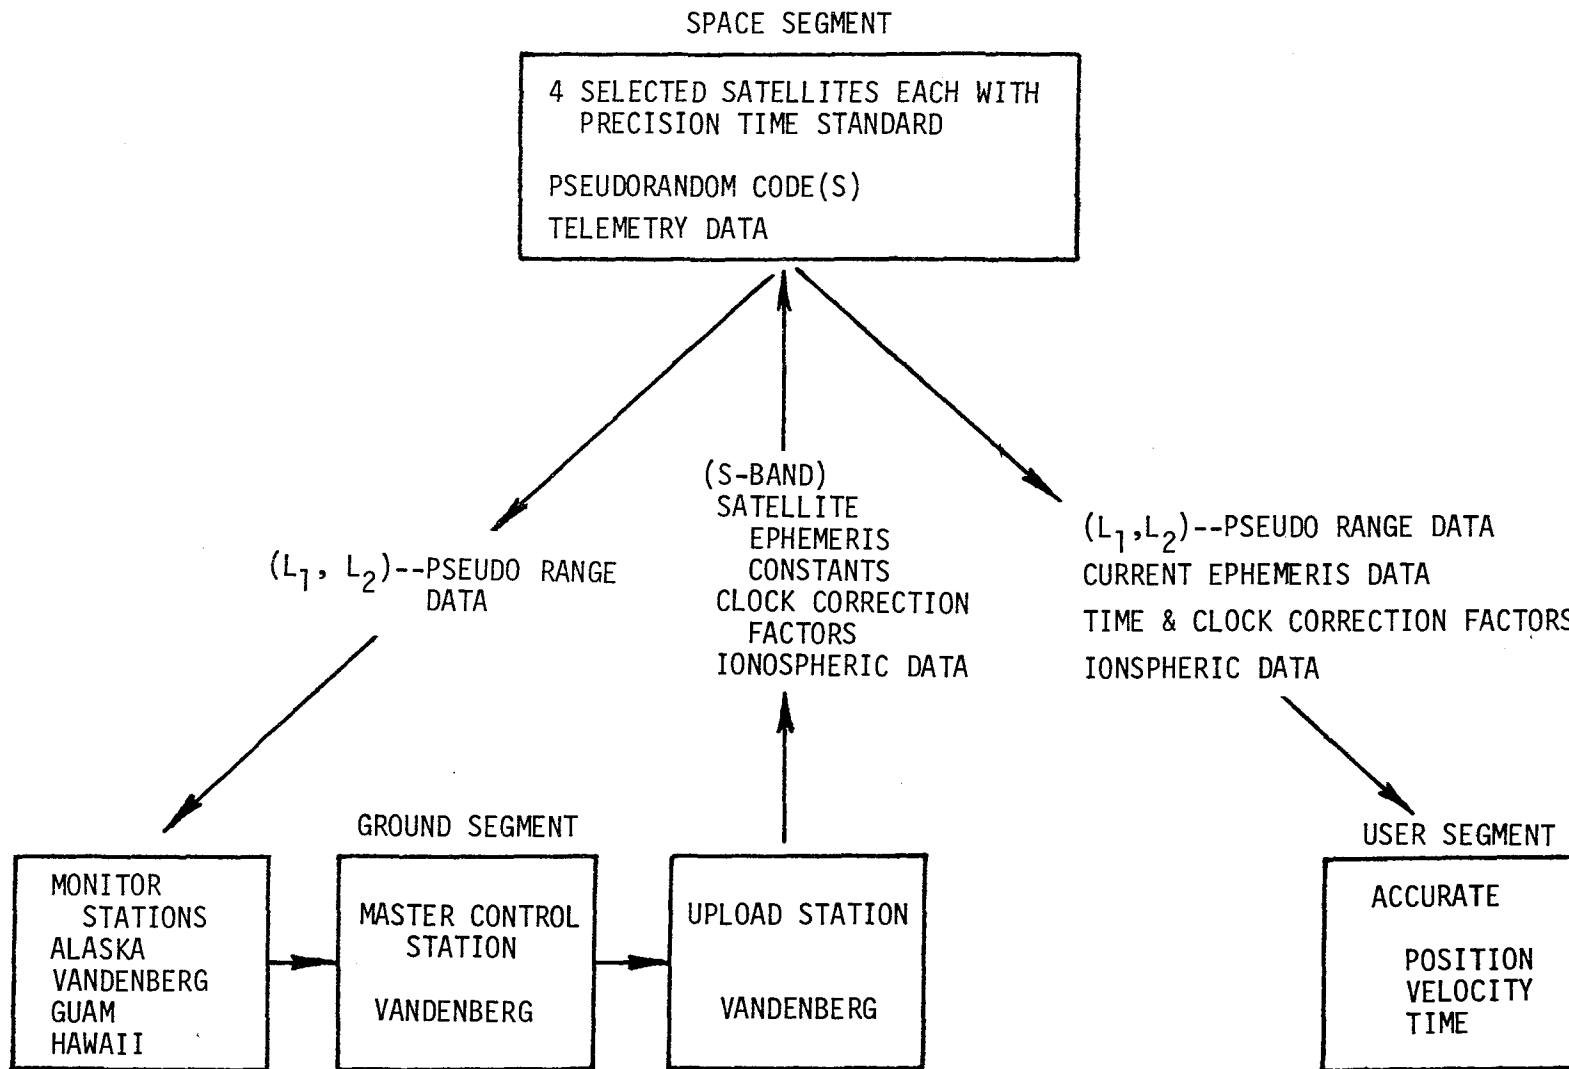 SPACE SEGMENT
4 SELECTED SATELLITES EACH WITH
PRECISION TIME STANDARD
PSEUDORANDOM CODE(S)
TELEMETRY DATA
(L1, L2)--PSEUDO RANGE
DATA
(S-BAND)
SATELLITE
EPHEMERIS
CONSTANTS
CLOCK CORRECTION
FACTORS
IONOSPHERIC DATA
(L1,L2)--PSEUDO RANGE DATA
CURRENT EPHEMERIS DATA
TIME & CLOCK CORRECTION FACTORS
IONSPHERIC DATA
GROUND SEGMENT
MONITOR
STATIONS
ALASKA
VANDENBERG
GUAM
HAWAII
MASTER CONTROL
STATION
VANDENBERG
UPLOAD STATION
VANDENBERG
USER SEGMENT
ACCURATE
POSITION
VELOCITY
TIME